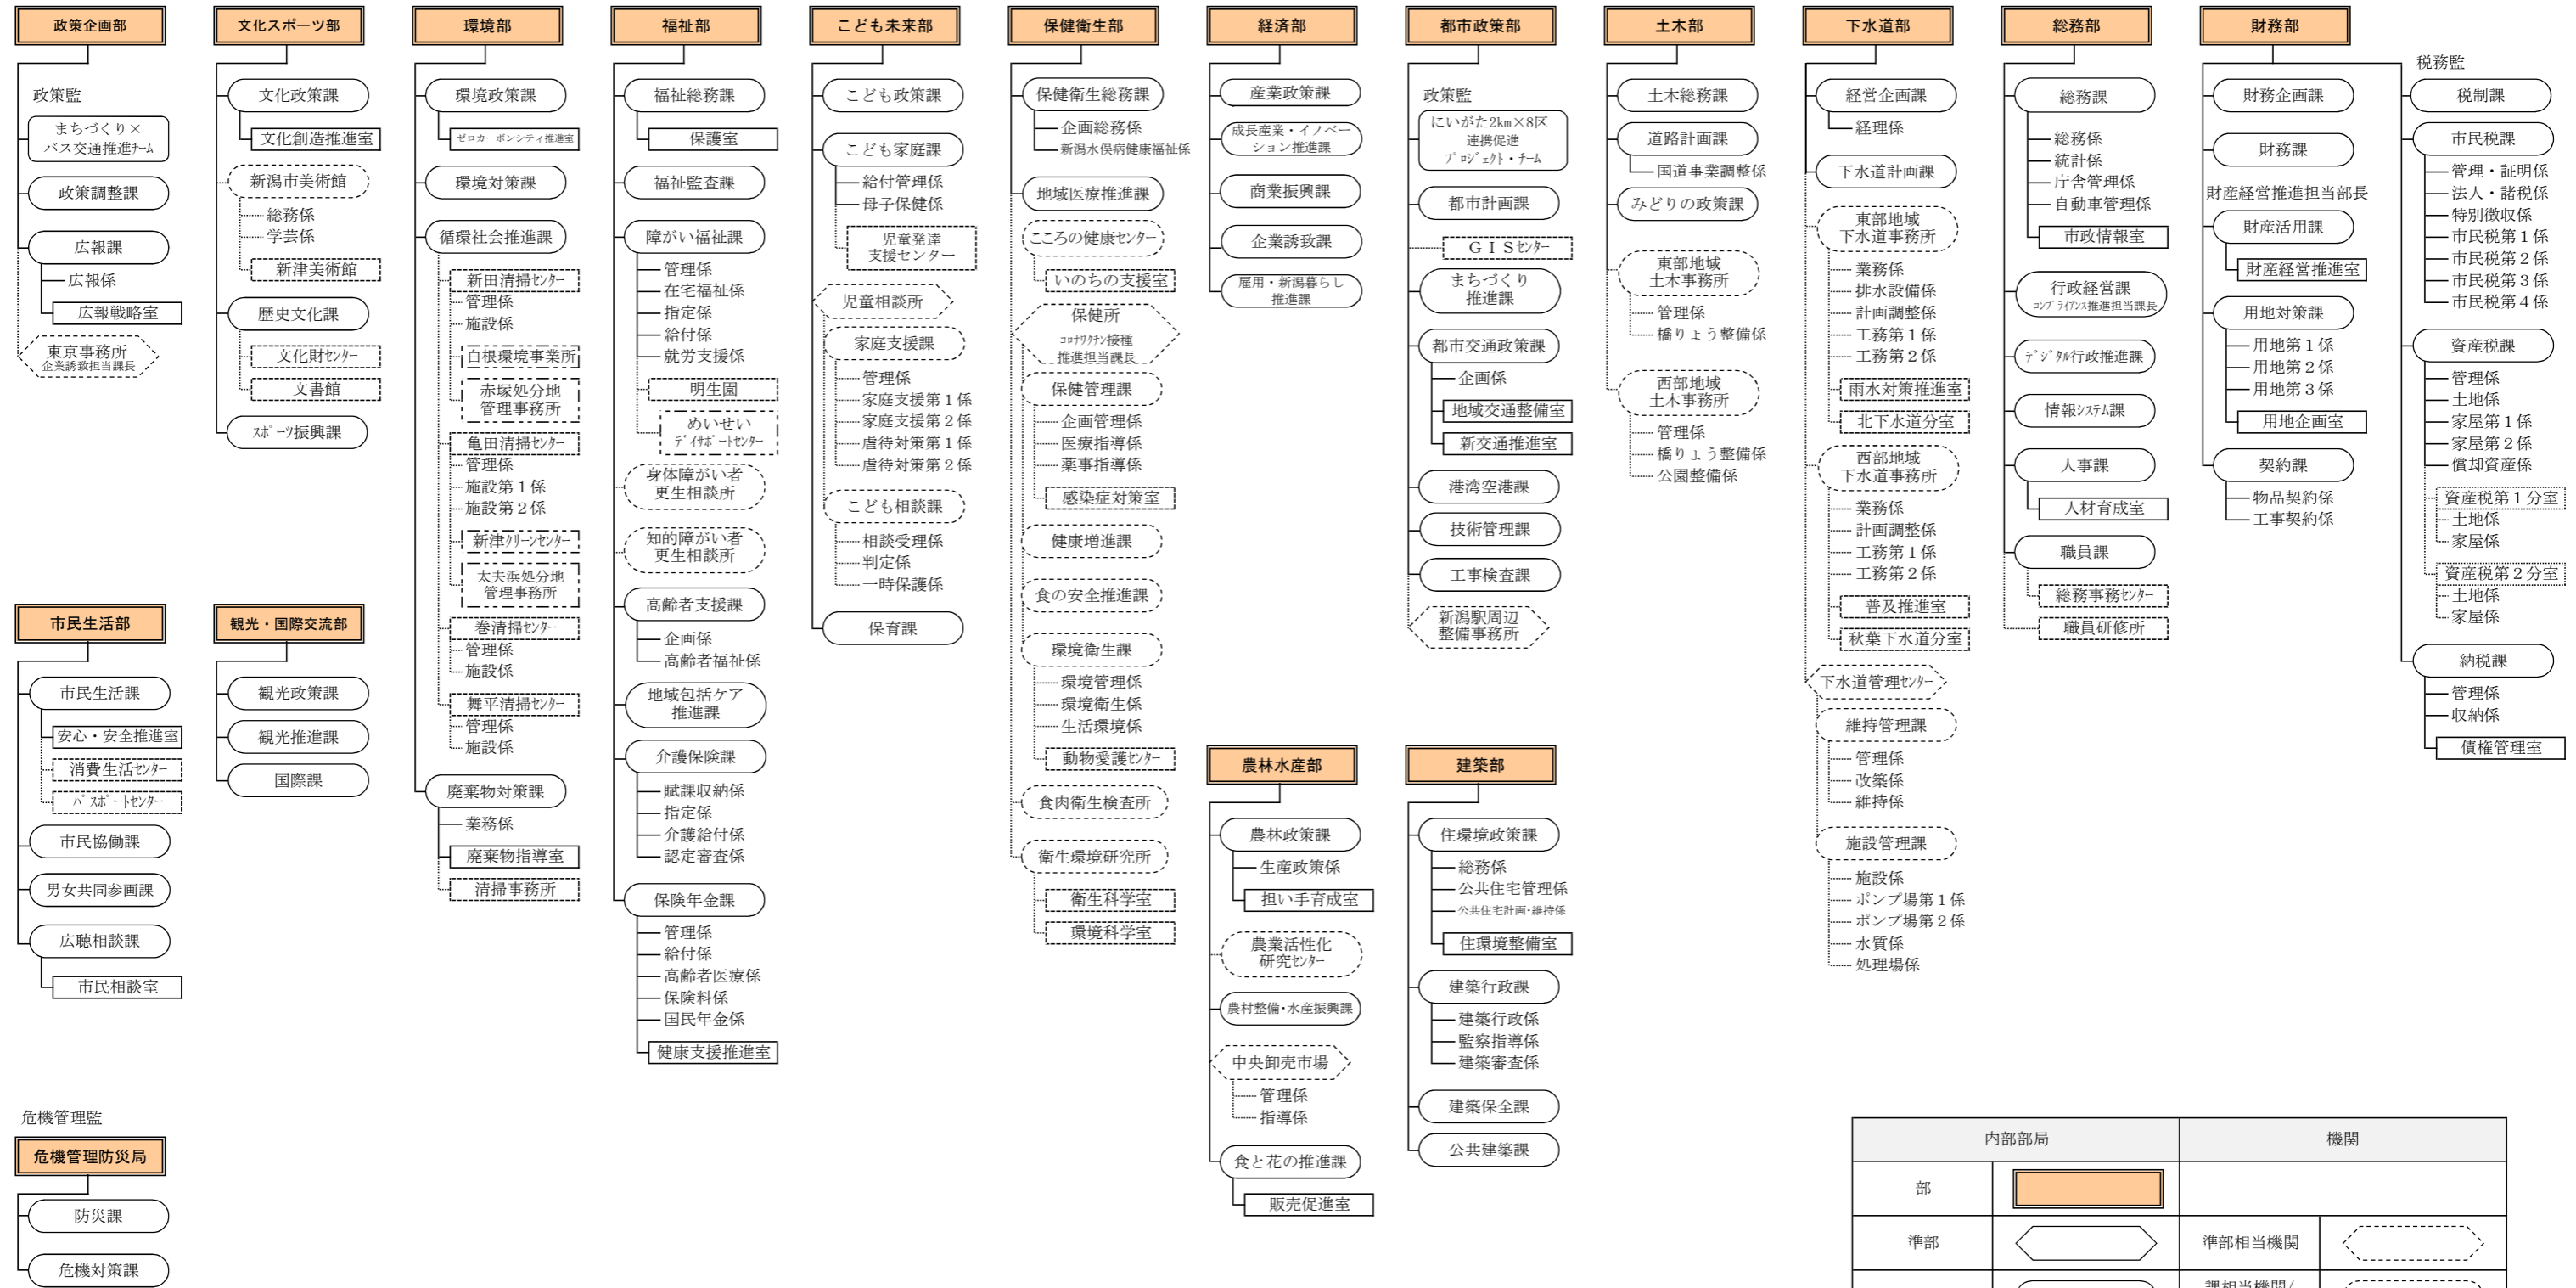 政策企画部
政策監
まちづくり×
バス交通推進ﾁｰﾑ
政策調整課
広報課
広報係
広報戦略室
東京事務所
企業誘致担当課長
市民生活部
市民生活課
安心・安全推進室
消費生活ｾﾝﾀｰ
ﾊﾟｽﾎﾟｰﾄｾﾝﾀｰ
市民協働課
男女共同参画課
広聴相談課
市民相談室
危機管理監
危機管理防災局
防災課
危機対策課
文化スポーツ部
文化政策課
文化創造推進室
新潟市美術館
総務係
学芸係
新津美術館
歴史文化課
文化財ｾﾝﾀｰ
文書館
ｽﾎﾟｰﾂ振興課
観光・国際交流部
観光政策課
観光推進課
国際課
環境部
環境政策課
ゼロカーボンシティ推進室
環境対策課
循環社会推進課
新田清掃ｾﾝﾀｰ
管理係
施設係
白根環境事業所
赤塚処分地
管理事務所
亀田清掃ｾﾝﾀｰ
管理係
施設第１係
施設第２係
新津ｸﾘｰﾝｾﾝﾀｰ
太夫浜処分地
管理事務所
巻清掃ｾﾝﾀｰ
管理係
施設係
舞平清掃ｾﾝﾀｰ
管理係
施設係
廃棄物対策課
業務係
廃棄物指導室
清掃事務所
福祉部
福祉総務課
保護室
福祉監査課
障がい福祉課
管理係
在宅福祉係
指定係
給付係
就労支援係
明生園
めいせい
ﾃﾞｲｻﾎﾟｰﾄｾﾝﾀｰ
身体障がい者
更生相談所
知的障がい者
更生相談所
高齢者支援課
企画係
高齢者福祉係
地域包括ケア
推進課
介護保険課
賦課収納係
指定係
介護給付係
認定審査係
保険年金課
管理係
給付係
高齢者医療係
保険料係
国民年金係
健康支援推進室
こども未来部
こども政策課
こども家庭課
給付管理係
母子保健係
児童発達
支援センター
児童相談所
家庭支援課
管理係
家庭支援第１係
家庭支援第２係
虐待対策第１係
虐待対策第２係
こども相談課
相談受理係
判定係
一時保護係
保育課
保健衛生部
保健衛生総務課
企画総務係
新潟水俣病健康福祉係
地域医療推進課
こころの健康ｾﾝﾀｰ
いのちの支援室
保健所
ｺﾛﾅﾜｸﾁﾝ接種
推進担当課長
保健管理課
企画管理係
医療指導係
薬事指導係
感染症対策室
健康増進課
食の安全推進課
環境衛生課
環境管理係
環境衛生係
生活環境係
動物愛護ｾﾝﾀｰ
食肉衛生検査所
衛生環境研究所
衛生科学室
環境科学室
経済部
産業政策課
成長産業・イノベー
ション推進課
商業振興課
企業誘致課
雇用・新潟暮らし
推進課
農林水産部
農林政策課
生産政策係
担い手育成室
農業活性化
研究ｾﾝﾀｰ
農村整備・水産振興課
中央卸売市場
管理係
指導係
食と花の推進課
販売促進室
都市政策部
政策監
にいがた2km×8区
連携促進
ﾌﾟﾛｼﾞｪｸﾄ・ﾁｰﾑ
都市計画課
ＧＩＳｾﾝﾀｰ
まちづくり
推進課
都市交通政策課
企画係
地域交通整備室
新交通推進室
港湾空港課
技術管理課
工事検査課
新潟駅周辺
整備事務所
建築部
住環境政策課
総務係
公共住宅管理係
公共住宅計画・維持係
住環境整備室
建築行政課
建築行政係
監察指導係
建築審査係
建築保全課
公共建築課
土木部
土木総務課
道路計画課
国道事業調整係
みどりの政策課
東部地域
土木事務所
管理係
橋りょう整備係
西部地域
土木事務所
管理係
橋りょう整備係
公園整備係
下水道部
経営企画課
経理係
下水道計画課
東部地域
下水道事務所
業務係
排水設備係
計画調整係
工務第１係
工務第２係
雨水対策推進室
北下水道分室
西部地域
下水道事務所
業務係
計画調整係
工務第１係
工務第２係
普及推進室
秋葉下水道分室
下水道管理ｾﾝﾀｰ
維持管理課
管理係
改築係
維持係
施設管理課
施設係
ポンプ場第１係
ポンプ場第２係
水質係
処理場係
総務部
総務課
総務係
統計係
庁舎管理係
自動車管理係
市政情報室
行政経営課
ｺﾝﾌﾟﾗｲｱﾝｽ推進担当課長
ﾃﾞｼﾞﾀﾙ行政推進課
情報ｼｽﾃﾑ課
人事課
人材育成室
職員課
総務事務ｾﾝﾀｰ
職員研修所
財務部
財務企画課
財務課
財産経営推進担当部長
財産活用課
財産経営推進室
用地対策課
用地第１係
用地第２係
用地第３係
用地企画室
契約課
物品契約係
工事契約係
税務監
税制課
市民税課
管理・証明係
法人・諸税係
特別徴収係
市民税第１係
市民税第２係
市民税第３係
市民税第４係
資産税課
管理係
土地係
家屋第１係
家屋第２係
償却資産係
資産税第１分室
土地係
家屋係
資産税第２分室
土地係
家屋係
納税課
管理係
収納係
債権管理室
内部部局
機関
部
準部
準部相当機関
課相当機関/